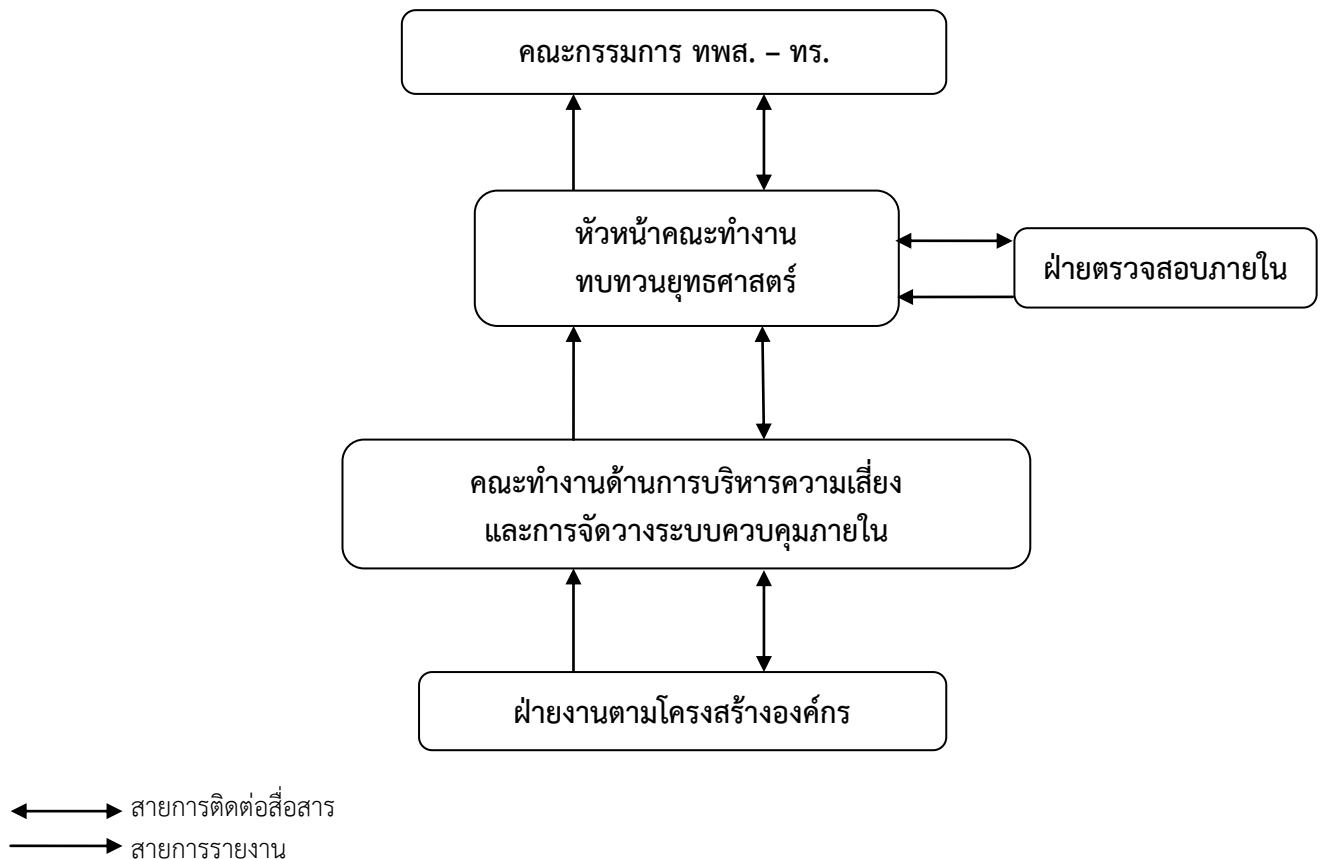 คณะกรรมการ ทพส. – ทร.
หัวหน้าคณะทำงาน
ทบทวนยุทธศาสตร์
ฝ่ายตรวจสอบภายใน
คณะทำงานด้านการบริหารความเสี่ยง
และการจัดวางระบบควบคุมภายใน
ฝ่ายงานตามโครงสร้างองค์กร
สายการติดต่อสื่อสาร
สายการรายงาน